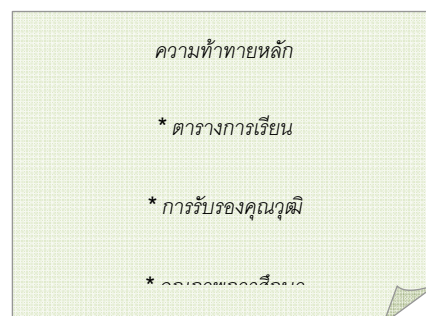 ความท้าทายหลัก
* ตารางการเรียน
* การรับรองคุณวุฒิ
*